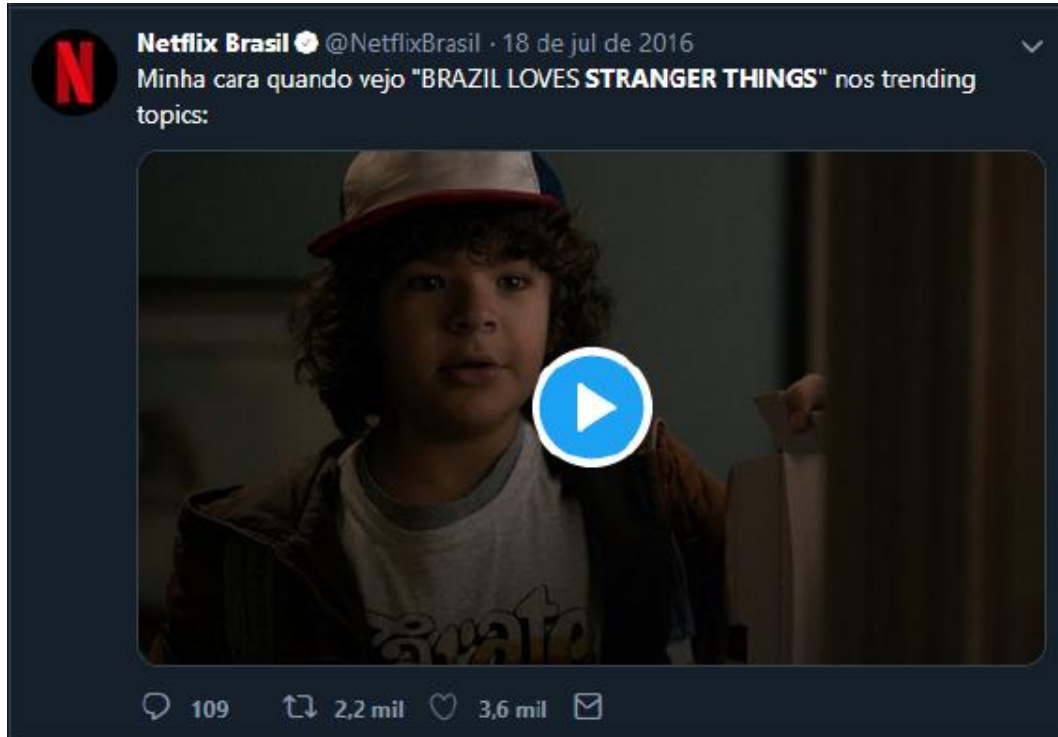 N
Netflix Brasil @NetflixBrasil · 18 de jul de 2016
Minha cara quando vejo "BRAZIL LOVES STRANGER THINGS" nos trending
topics:
109 2,2 mil 3,6 mil